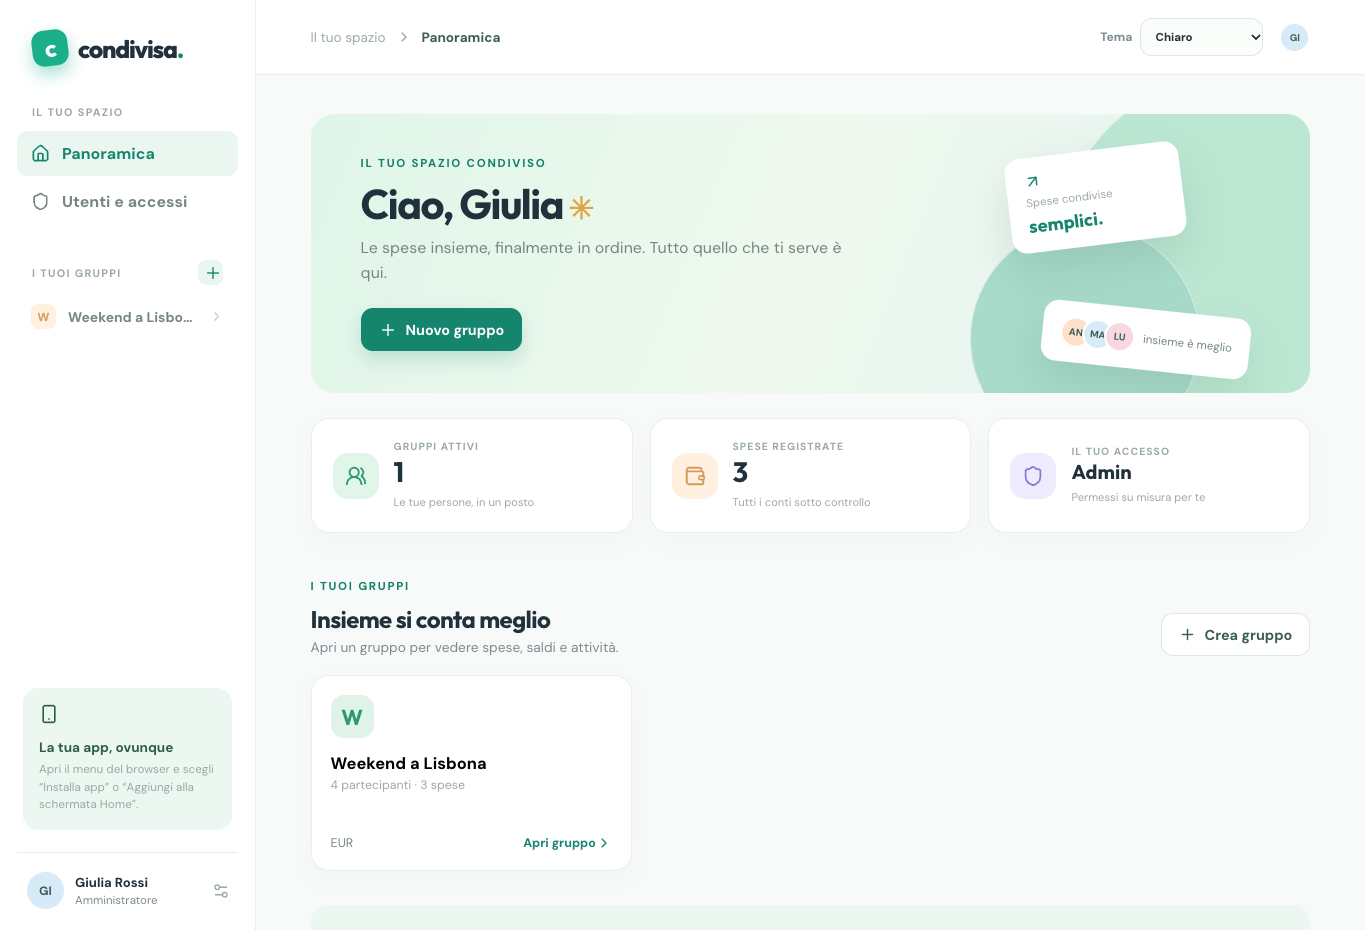 c condivisa.
IL TUO SPAZIO
Panoramica
Utenti e accessi
I TUOI GRUPPI
W Weekend a Lisbo...
La tua app, ovunque
Apri il menu del browser e scegli
“Installa app” o “Aggiungi alla
schermata Home”.
GI
Giulia Rossi
Amministratore
Il tuo spazio
Panoramica
Tema
Chiaro
GI
IL TUO SPAZIO CONDIVISO
Ciao, Giulia
Le spese insieme, finalmente in ordine. Tutto quello che ti serve è
qui.
Nuovo gruppo
Spese condivise
semplici.
AN MA LU insieme è meglio
GRUPPI ATTIVI
1
Le tue persone, in un posto
SPESE REGISTRATE
3
Tutti i conti sotto controllo
IL TUO ACCESSO
Admin
Permessi su misura per te
I TUOI GRUPPI
Insieme si conta meglio
Apri un gruppo per vedere spese, saldi e attività.
Crea gruppo
W
Weekend a Lisbona
4 partecipanti · 3 spese
EUR
Apri gruppo